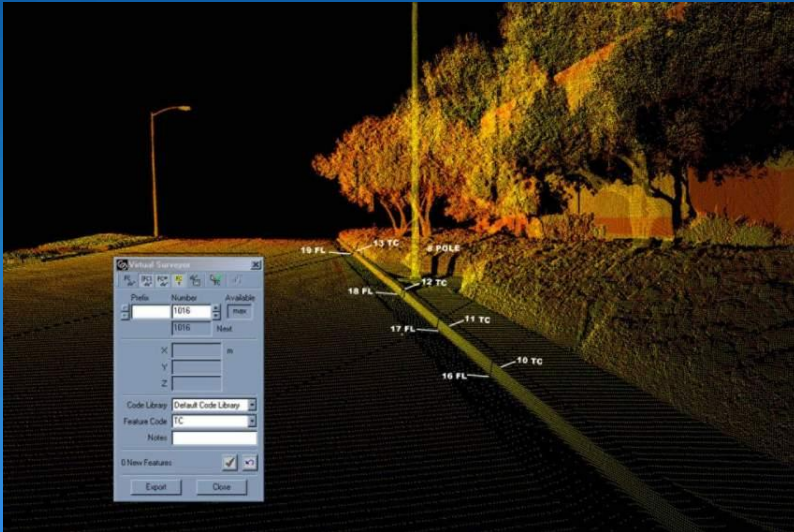 19 FL
13 TC
8 POLE
18 FL
12 TC
17 FL
11 TC
10 TC
16 FL
Virtual Surveyor
Prefix Number Available
1016 max
1016 Next
X m
Y
Z
Code Library Default Code Library
Feature Code TC
Notes
0 New Features
Export Close